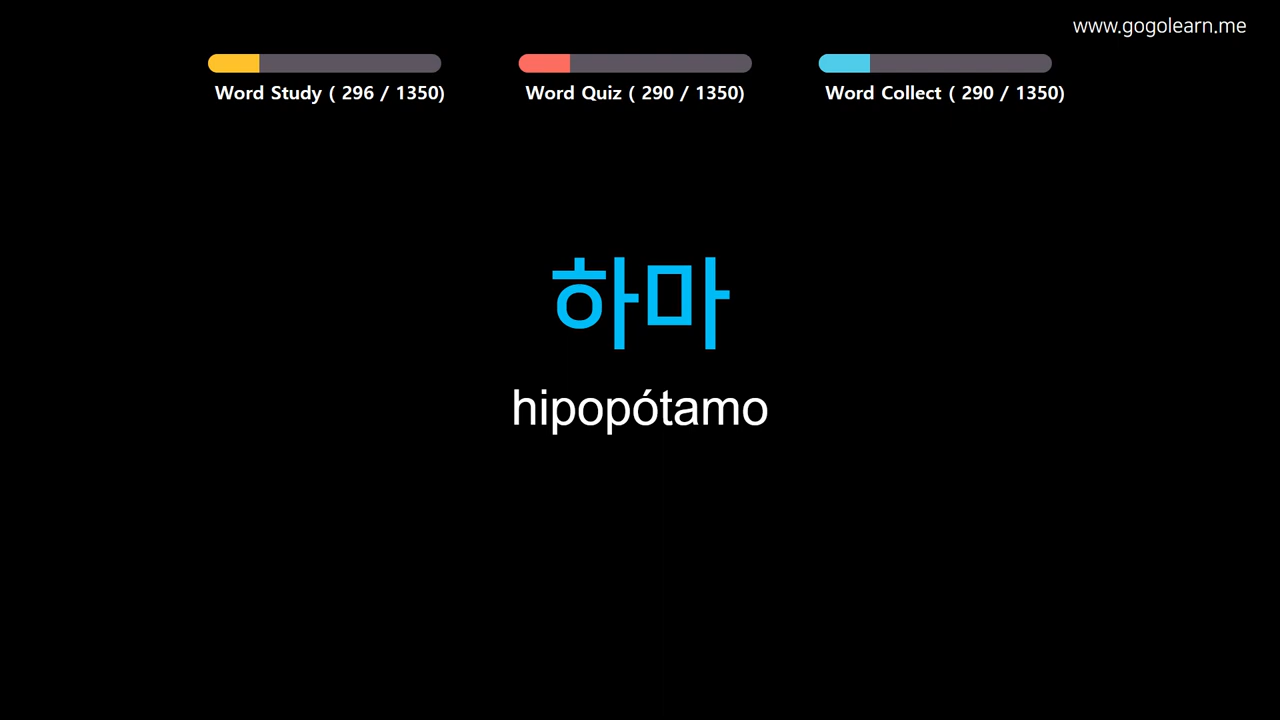 www.gogolearn.me
Word Study ( 296 / 1350)
Word Quiz ( 290 / 1350)
Word Collect ( 290 / 1350)
하마
hipopótamo